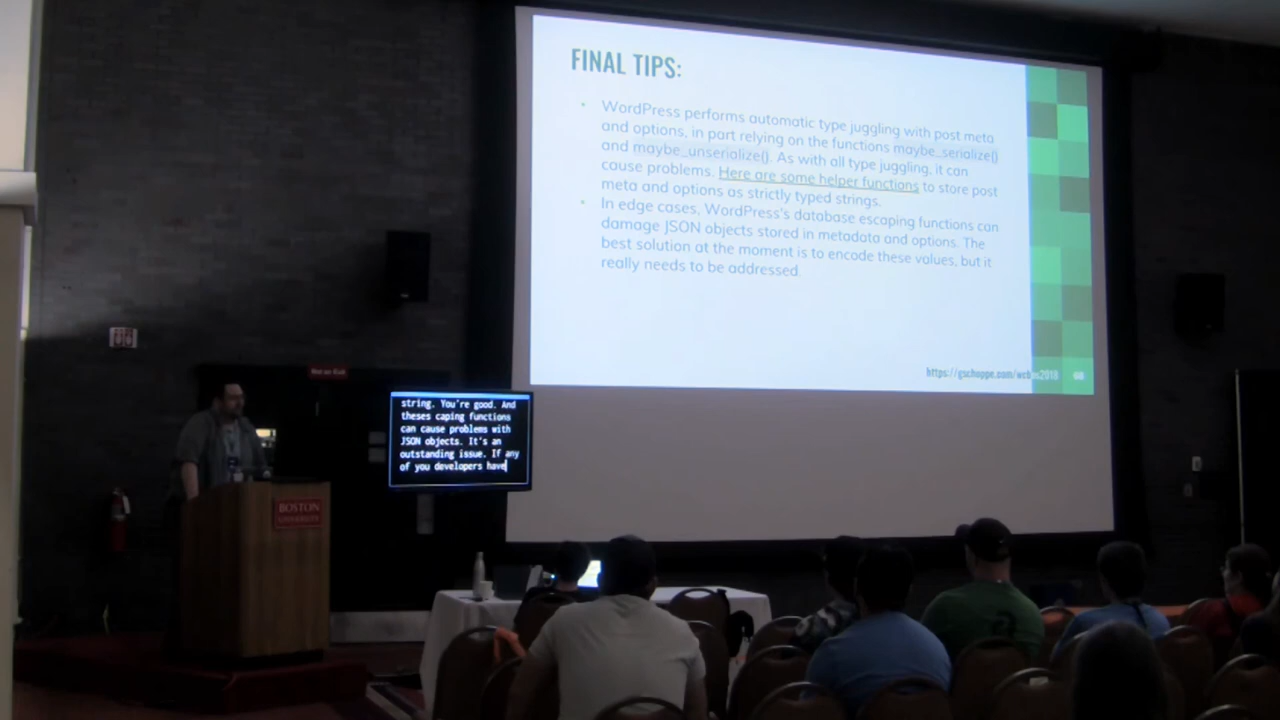 FINAL TIPS:
WordPress performs automatic type juggling with post meta
and options, in part relying on the functions maybe_serialize()
and maybe_unserialize(). As with all type juggling, it can
cause problems. Here are some helper functions to store post
meta and options as strictly typed strings.
In edge cases, WordPress's database escaping functions can
damage JSON objects stored in metadata and options. The
best solution at the moment is to encode these values, but it
really needs to be addressed.
https://gschoppe.com/wcbos2018
string. You're good. And
theses caping functions
can cause problems with
JSON objects. It's an
outstanding issue. If any
of you developers have
BOSTON
UNIVERSITY